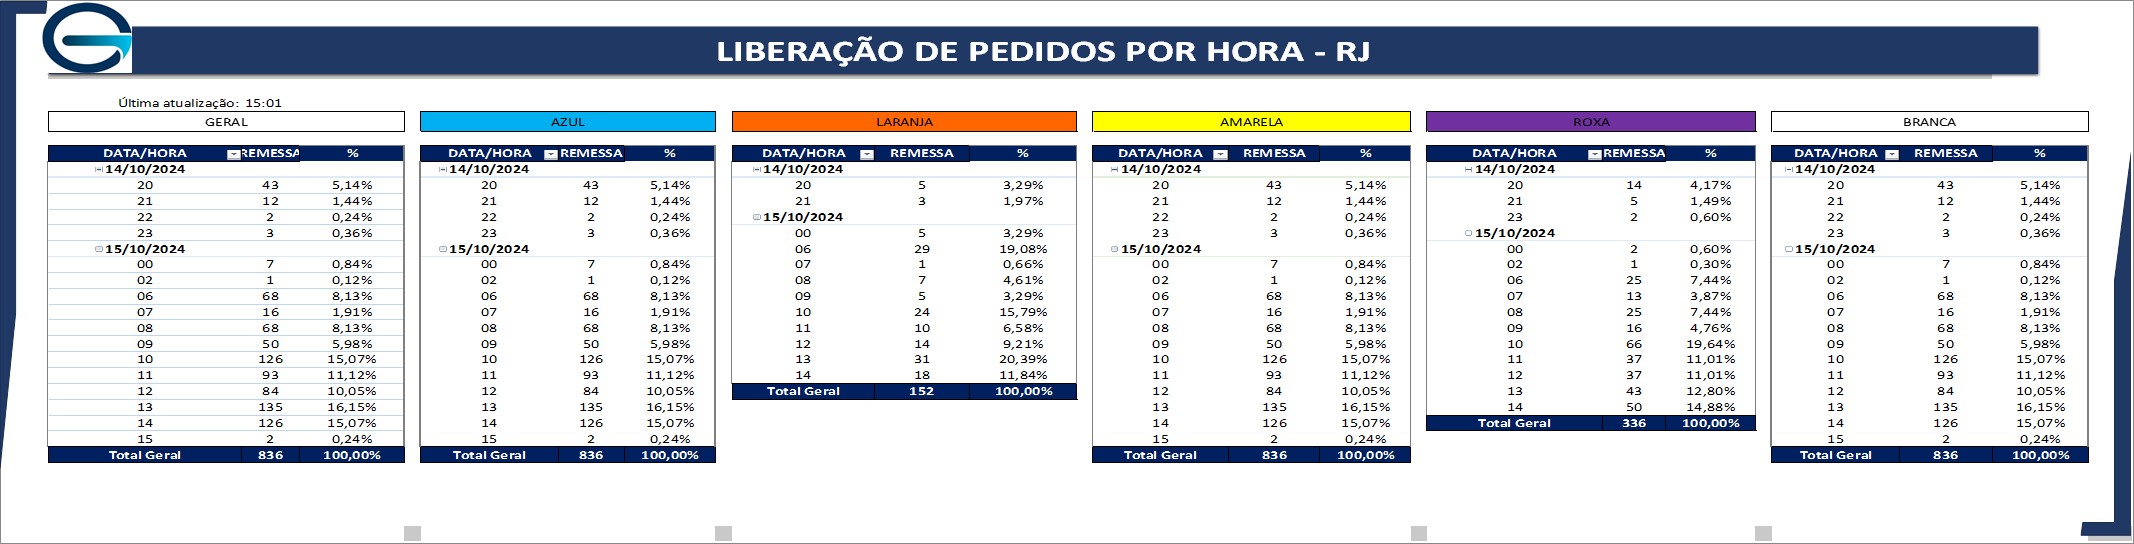 LIBERAÇÃO DE PEDIDOS POR HORA - RJ
Última atualização: 15:01
GERAL
DATA/HORA REMESSA %
14/10/2024
20 43 5,14%
21 12 1,44%
22 2 0,24%
23 3 0,36%
15/10/2024
00 7 0,84%
02 1 0,12%
06 68 8,13%
07 16 1,91%
08 68 8,13%
09 50 5,98%
10 126 15,07%
11 93 11,12%
12 84 10,05%
13 135 16,15%
14 126 15,07%
15 2 0,24%
Total Geral 836 100,00%
AZUL
DATA/HORA REMESSA %
14/10/2024
20 43 5,14%
21 12 1,44%
22 2 0,24%
23 3 0,36%
15/10/2024
00 7 0,84%
02 1 0,12%
06 68 8,13%
07 16 1,91%
08 68 8,13%
09 50 5,98%
10 126 15,07%
11 93 11,12%
12 84 10,05%
13 135 16,15%
14 126 15,07%
15 2 0,24%
Total Geral 836 100,00%
LARANJA
DATA/HORA REMESSA %
14/10/2024
20 5 3,29%
21 3 1,97%
15/10/2024
00 5 3,29%
06 29 19,08%
07 1 0,66%
08 7 4,61%
09 5 3,29%
10 24 15,79%
11 10 6,58%
12 14 9,21%
13 31 20,39%
14 18 11,84%
Total Geral 152 100,00%
AMARELA
DATA/HORA REMESSA %
14/10/2024
20 43 5,14%
21 12 1,44%
22 2 0,24%
23 3 0,36%
15/10/2024
00 7 0,84%
02 1 0,12%
06 68 8,13%
07 16 1,91%
08 68 8,13%
09 50 5,98%
10 126 15,07%
11 93 11,12%
12 84 10,05%
13 135 16,15%
14 126 15,07%
15 2 0,24%
Total Geral 836 100,00%
ROXA
DATA/HORA REMESSA %
14/10/2024
20 14 4,17%
21 5 1,49%
23 2 0,60%
15/10/2024
00 2 0,60%
02 1 0,30%
06 25 7,44%
07 13 3,87%
08 25 7,44%
09 16 4,76%
10 66 19,64%
11 37 11,01%
12 37 11,01%
13 43 12,80%
14 50 14,88%
Total Geral 336 100,00%
BRANCA
DATA/HORA REMESSA %
14/10/2024
20 43 5,14%
21 12 1,44%
22 2 0,24%
23 3 0,36%
15/10/2024
00 7 0,84%
02 1 0,12%
06 68 8,13%
07 16 1,91%
08 68 8,13%
09 50 5,98%
10 126 15,07%
11 93 11,12%
12 84 10,05%
13 135 16,15%
14 126 15,07%
15 2 0,24%
Total Geral 836 100,00%